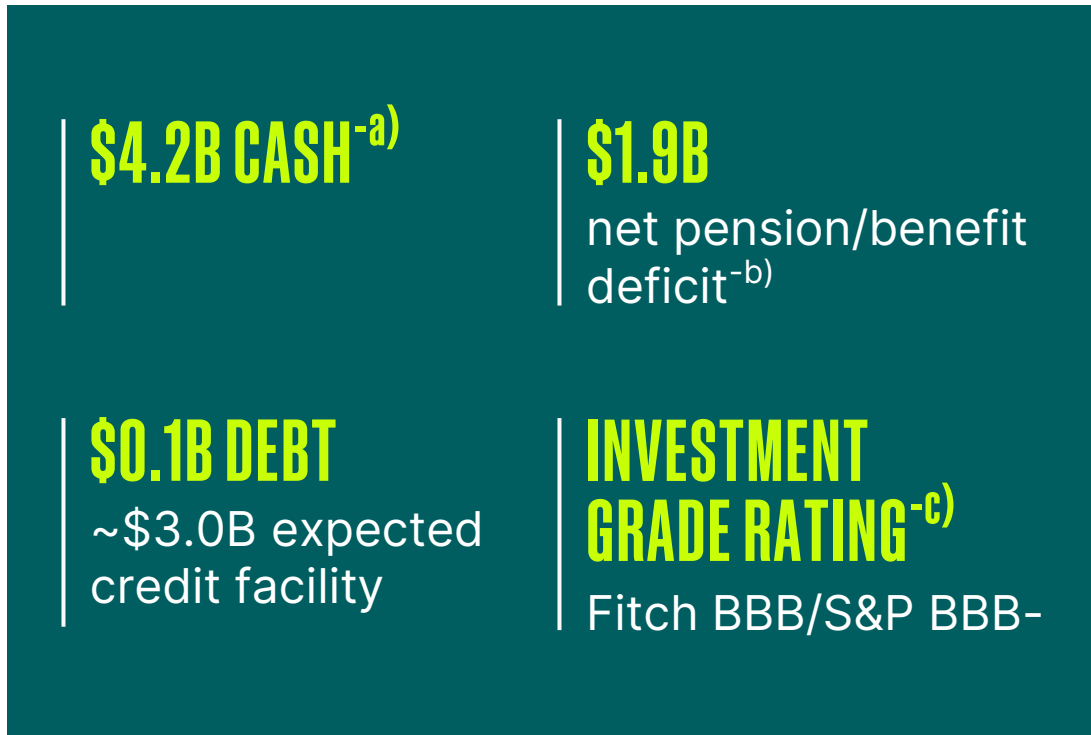 $4.2B CASH-a)
$1.9B
net pension/benefit
deficit-b)
$0.1B DEBT
~$3.0B expected
credit facility
INVESTMENT
GRADE RATING-c)
Fitch BBB/S&P BBB-